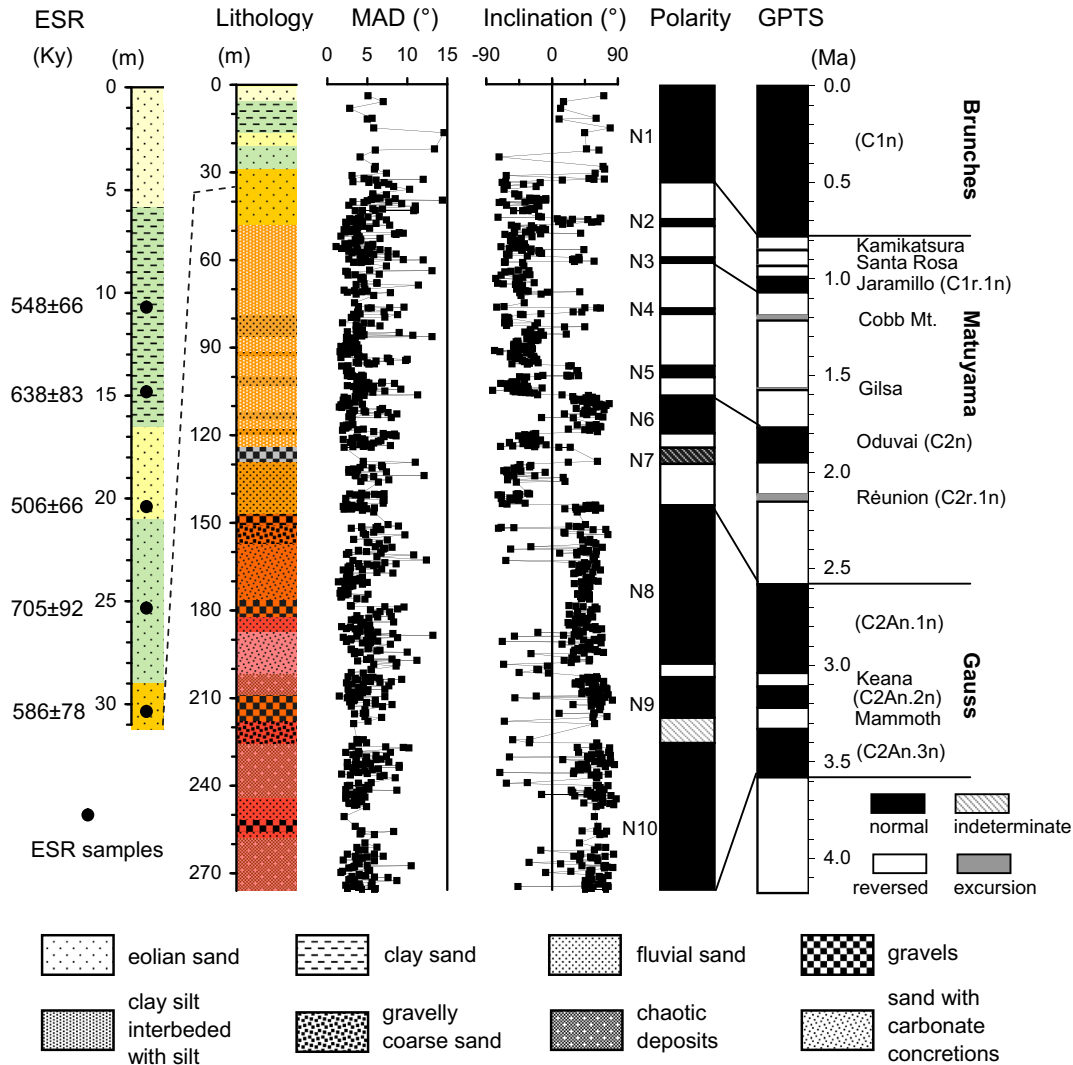 ESR
Lithology
MAD (°)
Inclination (°)
Polarity
GPTS
(Ky)
(m)
(m)
0
5
10
15
-90
0
90
(Ma)
0
5
10
15
20
25
30
548±66
638±83
506±66
705±92
586±78
ESR samples
0
30
60
90
120
150
180
210
240
270
N1
N2
N3
N4
N5
N6
N7
N8
N9
N10
0.0
0.5
1.0
1.5
2.0
2.5
3.0
3.5
4.0
(C1n)
Kamikatsura
Santa Rosa
Jaramillo (C1r.1n)
Cobb Mt.
Gilsa
Oduvai (C2n)
Réunion (C2r.1n)
(C2An.1n)
Keana
(C2An.2n)
Mammoth
(C2An.3n)
Brunches
Matuyama
Gauss
normal
indeterminate
reversed
excursion
eolian sand
clay sand
fluvial sand
gravels
clay silt
interbeded
with silt
gravelly
coarse sand
chaotic
deposits
sand with
carbonate
concretions